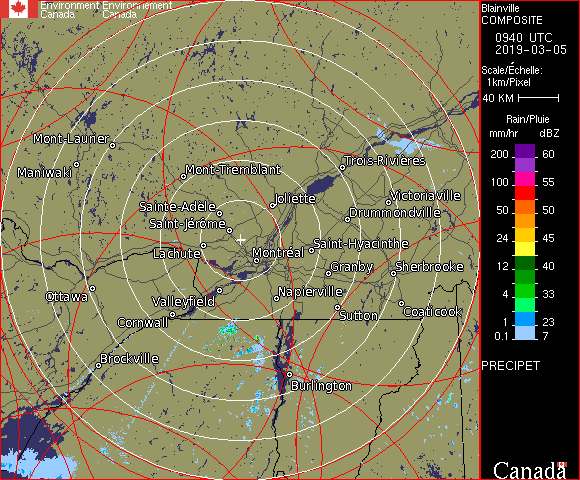 Environment Environnement
Canada Canada
Blainville
COMPOSITE
0940 UTC
2019-03-05
Scale/Échelle:
1km/Pixel
40 KM
Rain/Pluie
mm/hr dBZ
200 60
100 55
50 50
24 45
12 40
4 33
1 23
0.1 7
PRECIPET
Canada
Mont-Laurier
Maniwaki
Mont-Tremblant
Trois-Rivières
Sainte-Adèle
Joliette
Victoriaville
Saint-Jérôme
Drummondville
Lachute
Montréal
Saint-Hyacinthe
Granby
Sherbrooke
Ottawa
Valleyfield
Napierville
Cornwall
Sutton
Coaticook
Brockville
Burlington